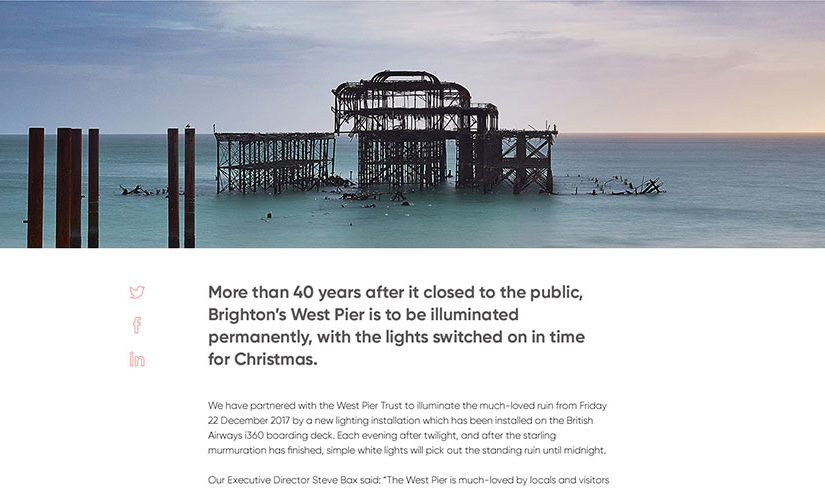 More than 40 years after it closed to the public,
Brighton’s West Pier is to be illuminated
permanently, with the lights switched on in time
for Christmas.
We have partnered with the West Pier Trust to illuminate the much-loved ruin from Friday
22 December 2017 by a new lighting installation which has been installed on the British
Airways i360 boarding deck. Each evening after twilight, and after the starling
murmuration has finished, simple white lights will pick out the standing ruin until midnight.
Our Executive Director Steve Bax said: “The West Pier is much-loved by locals and visitors